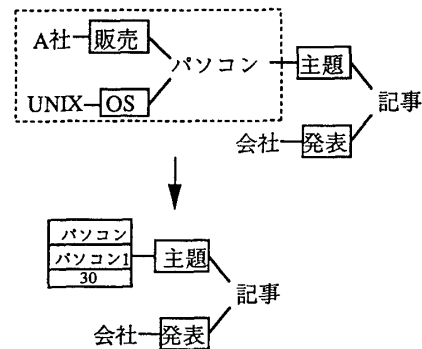 A社 販売
パソコン 主題
UNIX OS
記事
会社 発表
パソコン
パソコン1 主題
30
記事
会社 発表